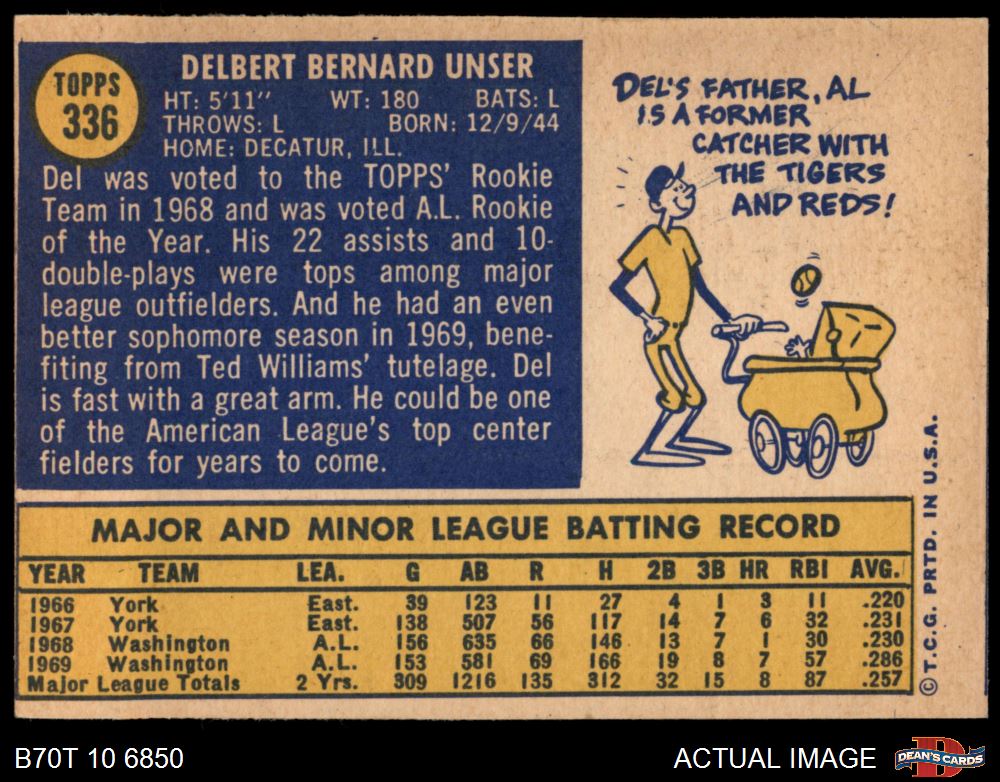 TOPPS
336
DELBERT BERNARD UNSER
HT: 5'11" WT: 180 BATS: L
THROWS: L BORN: 12/9/44
HOME: DECATUR, ILL.
Del was voted to the TOPPS' Rookie
Team in 1968 and was voted A.L. Rookie
of the Year. His 22 assists and 10-
double-plays were tops among major
league outfielders. And he had an even
better sophomore season in 1969, bene-
fiting from Ted Williams' tutelage. Del
is fast with a great arm. He could be one
of the American League's top center
fielders for years to come.
DEL'S FATHER, AL
IS A FORMER
CATCHER WITH
THE TIGERS
AND REDS!
MAJOR AND MINOR LEAGUE BATTING RECORD
YEAR TEAM LEA. G AB R H 2B 3B HR RBI AVG.
1966 York East. 39 123 11 27 4 1 3 11 .220
1967 York East. 138 507 56 117 14 7 6 32 .231
1968 Washington A.L. 156 635 66 146 13 7 1 30 .230
1969 Washington A.L. 153 581 69 166 19 8 7 57 .286
Major League Totals 2 Yrs. 309 1216 135 312 32 15 8 87 .257
© T.C.G. PRTD. IN U.S.A.
B70T 10 6850
ACTUAL IMAGE
D
DEAN'S CARDS